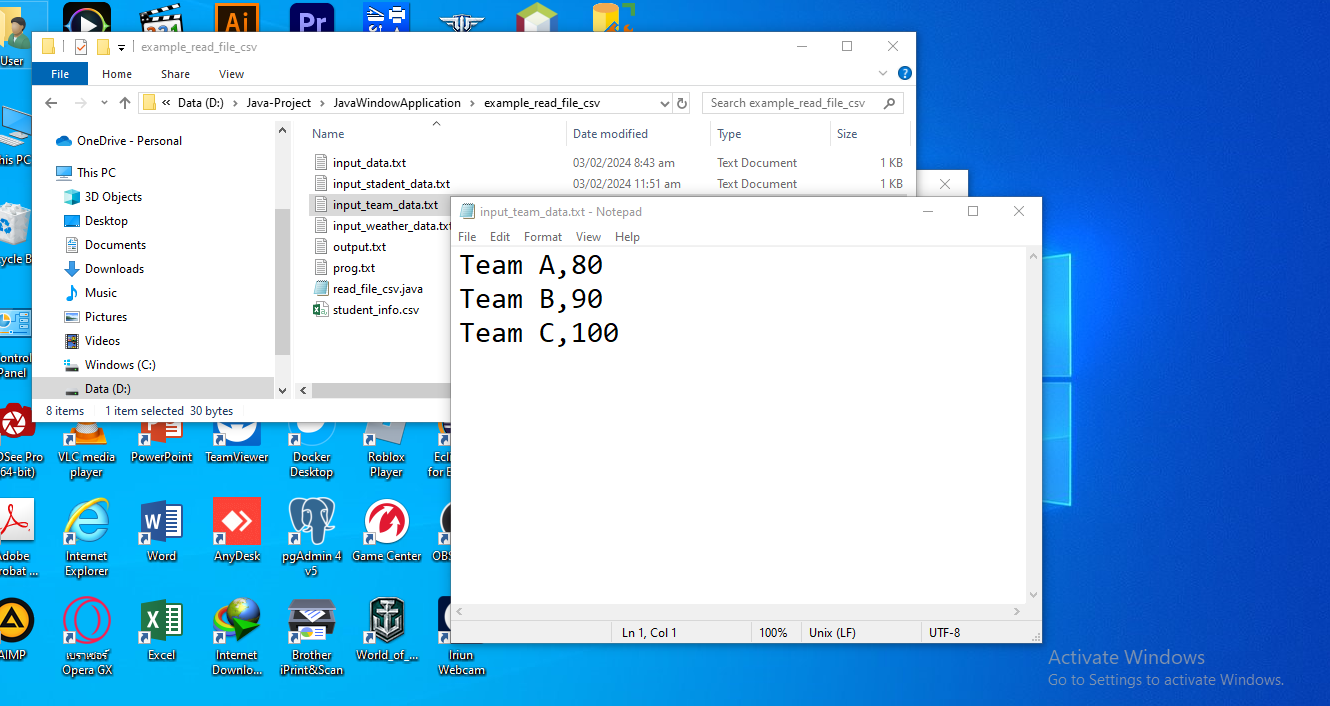 Ai
Pr
User
example_read_file_csv
File Home Share View
« Data (D:) › Java-Project › JavaWindowApplication › example_read_file_csv
Search example_read_file_csv
OneDrive - Personal
This PC
3D Objects
Desktop
Documents
Downloads
Music
Pictures
Videos
Windows (C:)
Data (D:)
Name Date modified Type Size
input_data.txt 03/02/2024 8:43 am Text Document 1 KB
input_stadent_data.txt 03/02/2024 11:51 am Text Document 1 KB
input_team_data.txt
input_weather_data.txt
output.txt
prog.txt
read_file_csv.java
student_info.csv
8 items 1 item selected 30 bytes
input_team_data.txt - Notepad
File Edit Format View Help
Team A,80
Team B,90
Team C,100
Ln 1, Col 1 100% Unix (LF) UTF-8
his PC
ycle B
ontrol
Panel
DSee Pro
64-bit)
VLC media
player
PowerPoint
TeamViewer
Docker
Desktop
Roblox
Player
Ecl
for E
dobe
robat ...
Internet
Explorer
Word
AnyDesk
pgAdmin 4
v5
Game Center
OBS
AIMP
เบราเซอร์
Opera GX
Excel
Internet
Downlo...
Brother
iPrint&Scan
World_of_...
Iriun
Webcam
Activate Windows
Go to Settings to activate Windows.